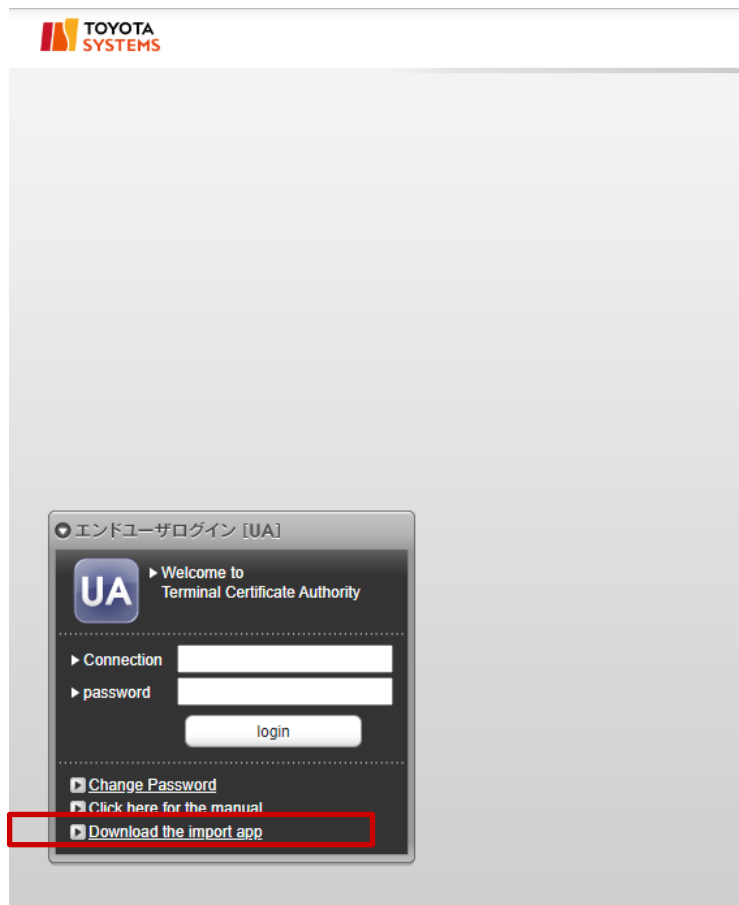 TOYOTA
SYSTEMS
エンドユーザログイン [UA]
UA
Welcome to
Terminal Certificate Authority
Connection
password
login
Change Password
Click here for the manual
Download the import app